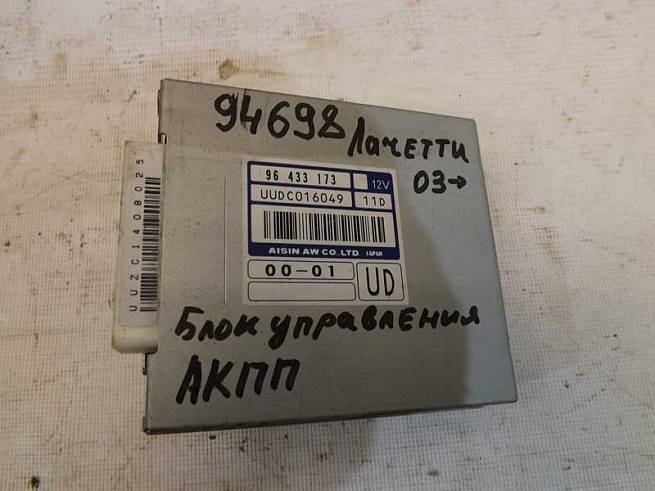 94698 Лачетти
03→
96 433 173 12V
UUDC016049 11D
AISIN AW CO.,LTD. JAPAN
00-01 UD
UUZC1408025
Блок управления
АКПП